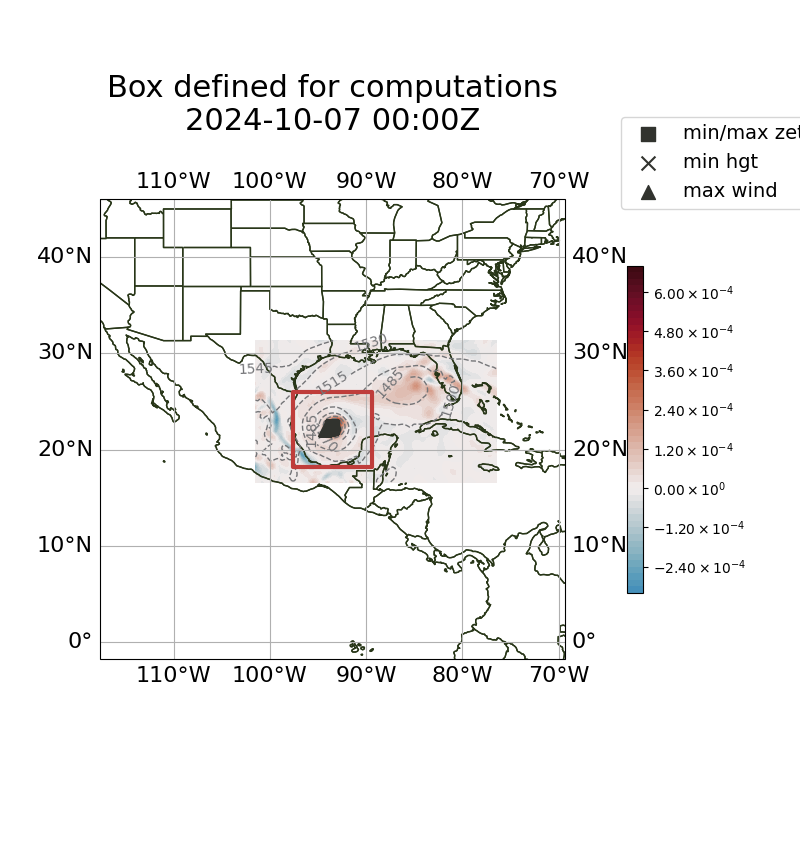 Box defined for computations
2024-10-07 00:00Z
min/max zet
min hgt
max wind
110°W 100°W 90°W 80°W 70°W
40°N 40°N
30°N 30°N
20°N 20°N
10°N 10°N
0° 0°
110°W 100°W 90°W 80°W 70°W
1530
1545
1515
1485
1485
6.00 × 10⁻⁴
4.80 × 10⁻⁴
3.60 × 10⁻⁴
2.40 × 10⁻⁴
1.20 × 10⁻⁴
0.00 × 10⁰
−1.20 × 10⁻⁴
−2.40 × 10⁻⁴